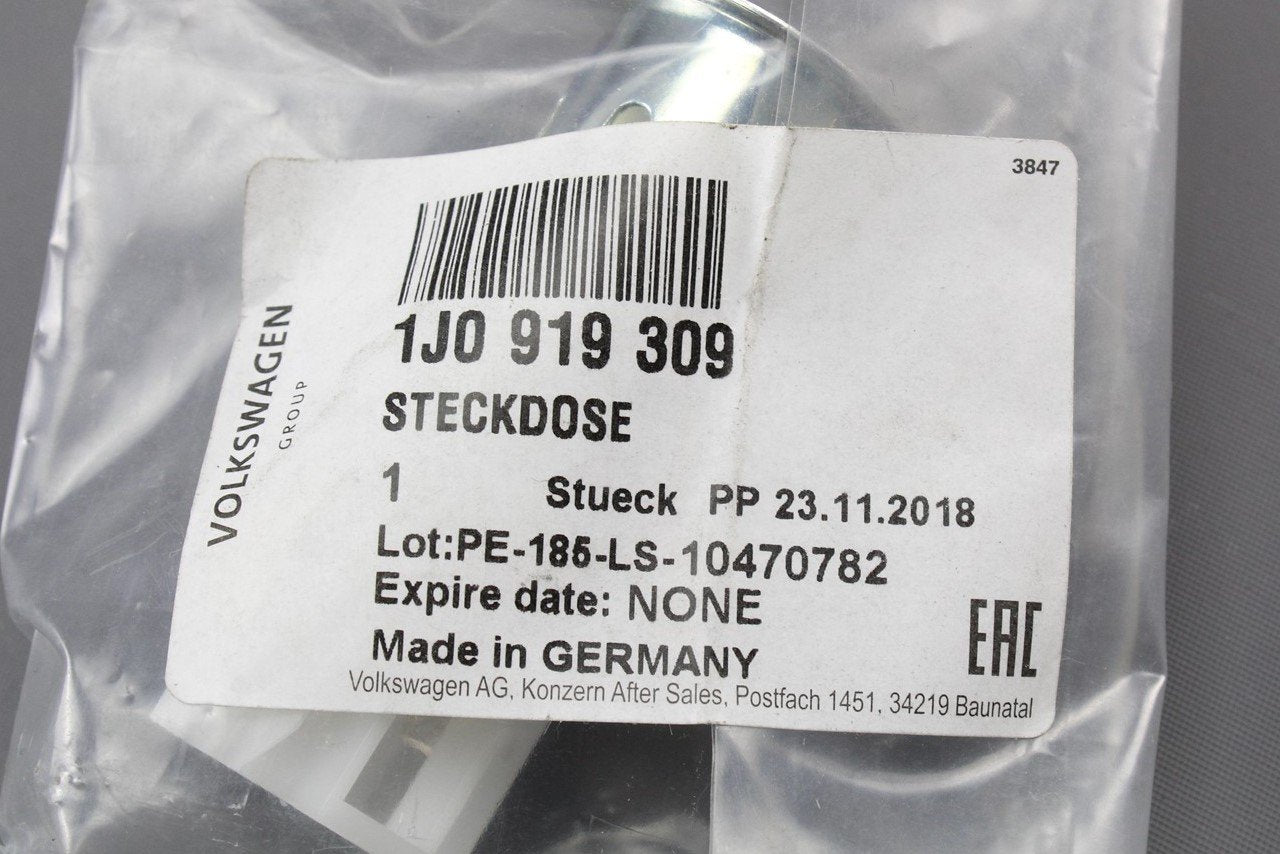 3847
VOLKSWAGEN
GROUP
1J0 919 309
STECKDOSE
1 Stueck PP 23.11.2018
Lot:PE-185-LS-10470782
Expire date: NONE
Made in GERMANY
EAC
Volkswagen AG, Konzern After Sales, Postfach 1451, 34219 Baunatal